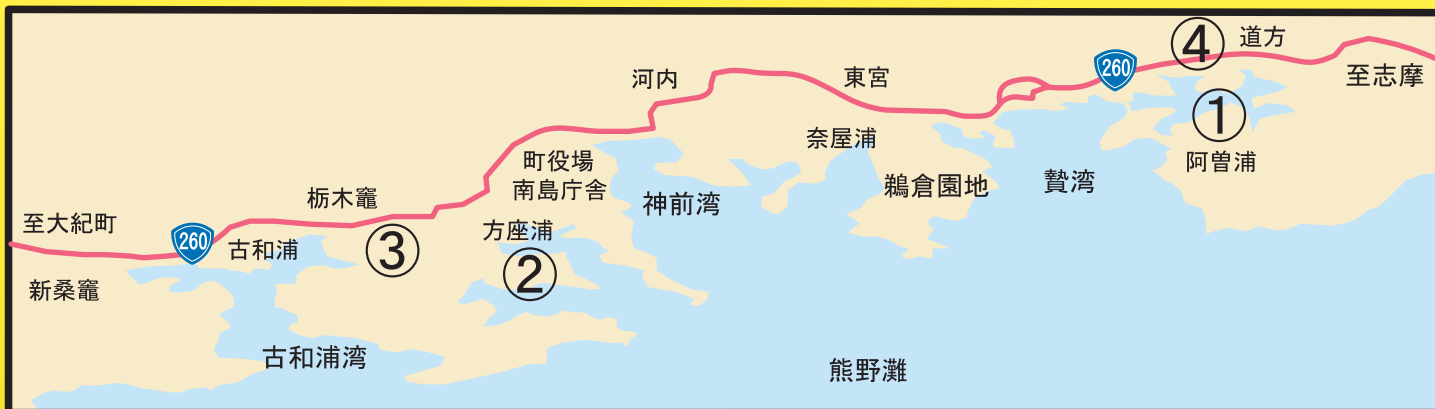 ④
道方
260
至志摩
河内
東宮
①
奈屋浦
町役場
南島庁舎
阿曽浦
鵜倉園地
贄湾
栃木竈
神前湾
至大紀町
260
古和浦
③
方座浦
②
新桑竈
古和浦湾
熊野灘